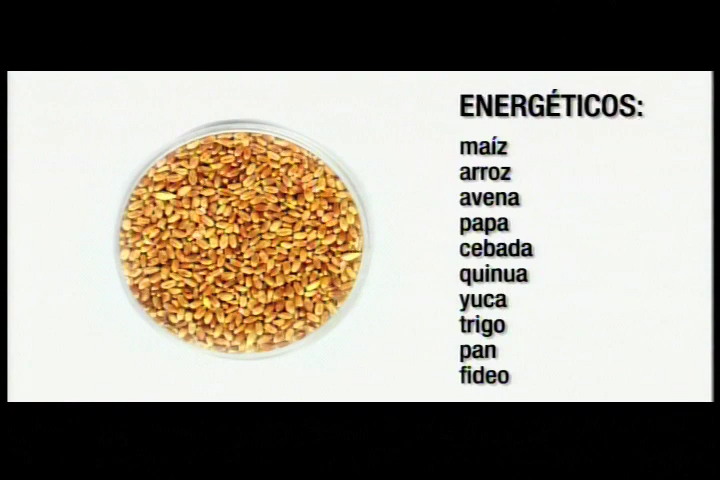 ENERGÉTICOS:
maíz
arroz
avena
papa
cebada
quinua
yuca
trigo
pan
fideo